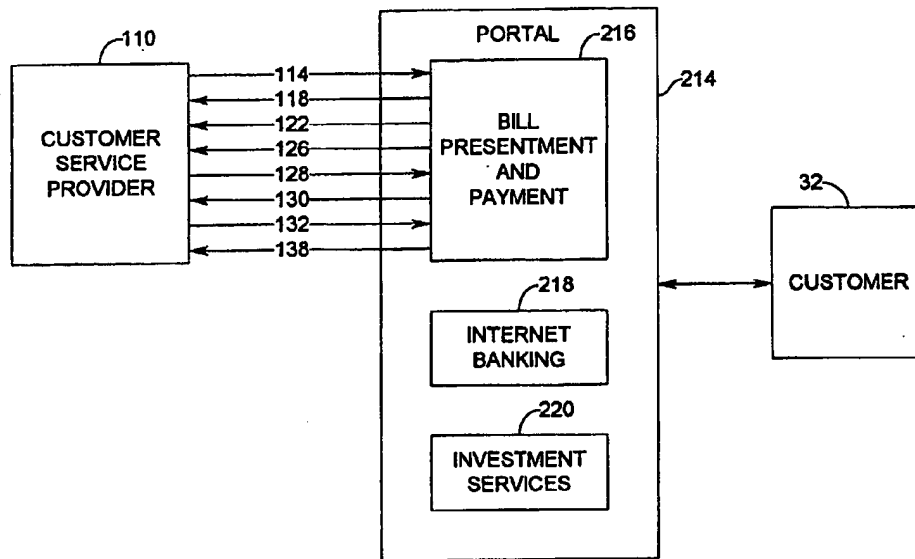 110
CUSTOMER
SERVICE
PROVIDER
114
118
122
126
128
130
132
138
PORTAL
216
BILL
PRESENTMENT
AND
PAYMENT
214
218
INTERNET
BANKING
220
INVESTMENT
SERVICES
32
CUSTOMER